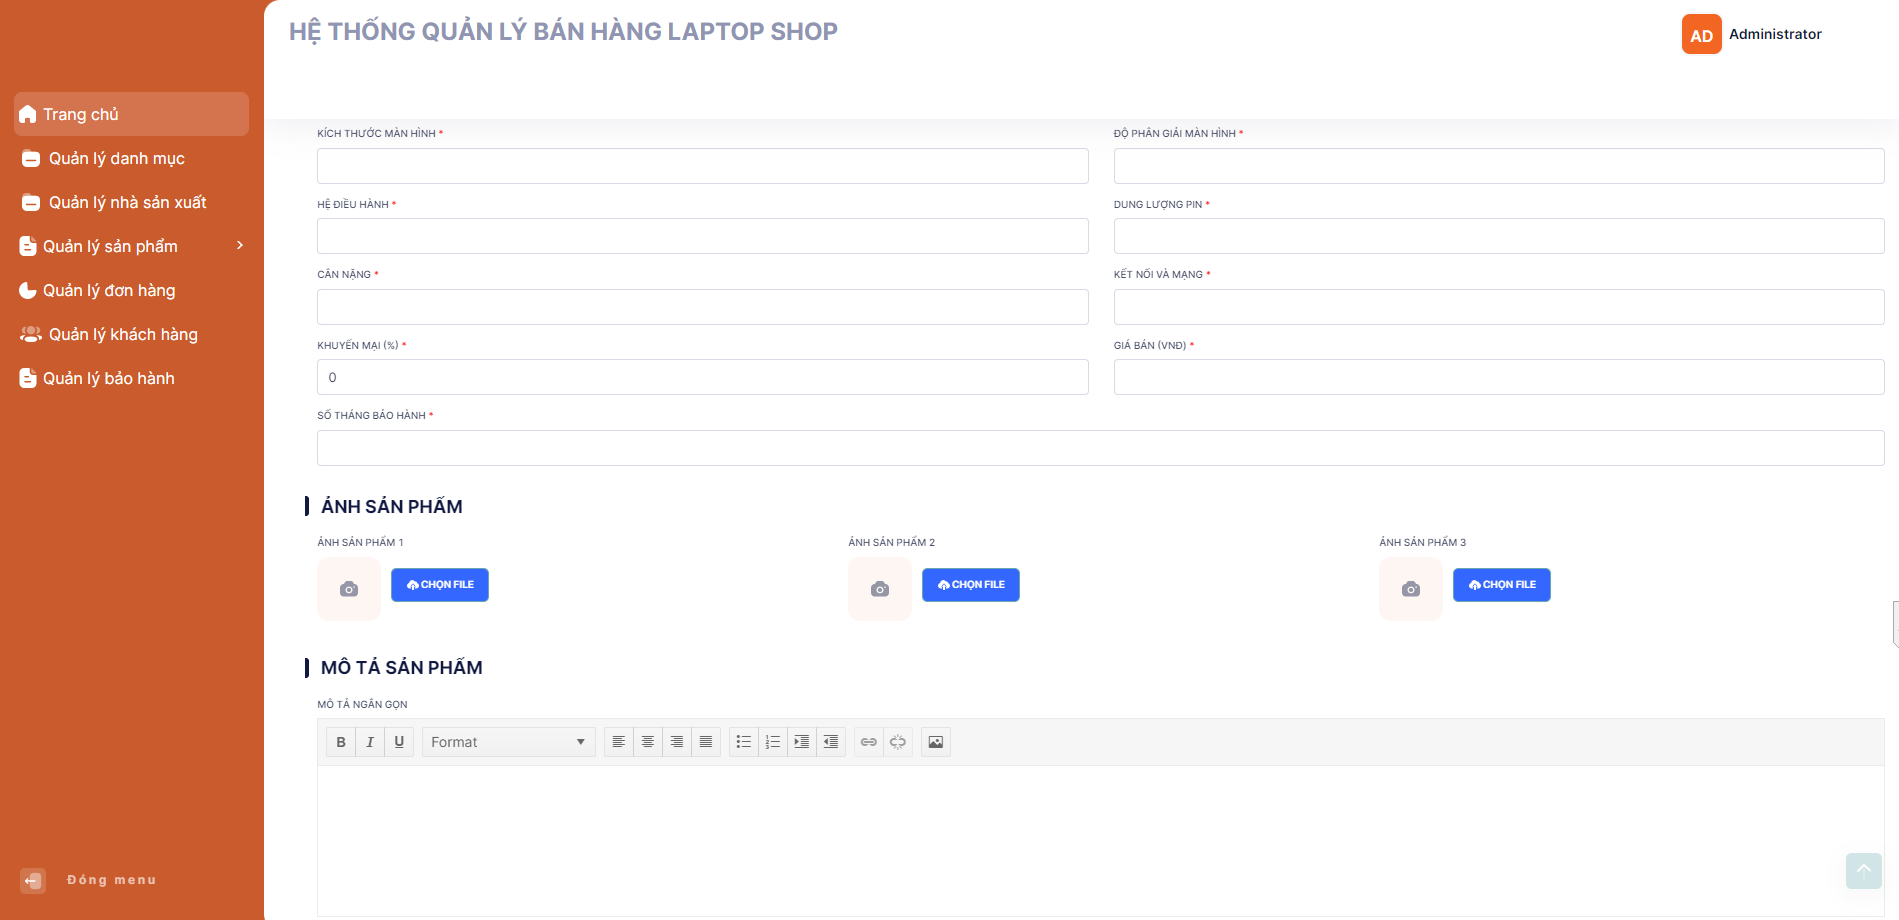 HỆ THỐNG QUẢN LÝ BÁN HÀNG LAPTOP SHOP
AD Administrator
Trang chủ
Quản lý danh mục
Quản lý nhà sản xuất
Quản lý sản phẩm
Quản lý đơn hàng
Quản lý khách hàng
Quản lý bảo hành
Đóng menu
KÍCH THƯỚC MÀN HÌNH *
ĐỘ PHÂN GIẢI MÀN HÌNH *
HỆ ĐIỀU HÀNH *
DUNG LƯỢNG PIN *
CÂN NẶNG *
KẾT NỐI VÀ MẠNG *
KHUYẾN MẠI (%) *
0
GIÁ BÁN (VNĐ) *
SỐ THÁNG BẢO HÀNH *
ẢNH SẢN PHẨM
ẢNH SẢN PHẨM 1
ẢNH SẢN PHẨM 2
ẢNH SẢN PHẨM 3
CHỌN FILE
CHỌN FILE
CHỌN FILE
MÔ TẢ SẢN PHẨM
MÔ TẢ NGẮN GỌN
B I U Format